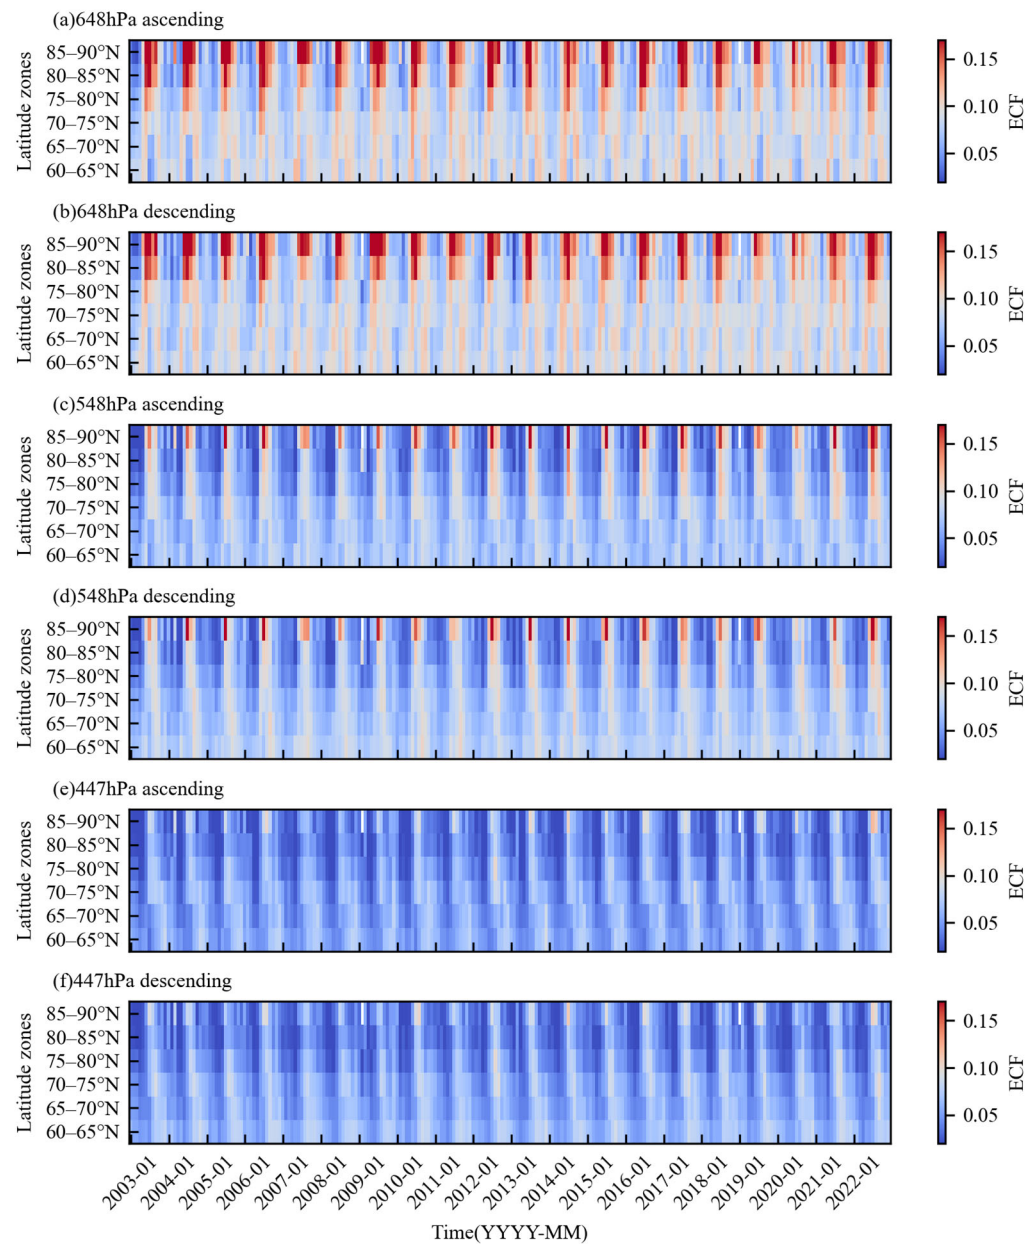 (a)648hPa ascending
85–90°N
80–85°N
75–80°N
70–75°N
65–70°N
60–65°N
Latitude zones
0.15
0.10
0.05
ECF
(b)648hPa descending
85–90°N
80–85°N
75–80°N
70–75°N
65–70°N
60–65°N
Latitude zones
0.15
0.10
0.05
ECF
(c)548hPa ascending
85–90°N
80–85°N
75–80°N
70–75°N
65–70°N
60–65°N
Latitude zones
0.15
0.10
0.05
ECF
(d)548hPa descending
85–90°N
80–85°N
75–80°N
70–75°N
65–70°N
60–65°N
Latitude zones
0.15
0.10
0.05
ECF
(e)447hPa ascending
85–90°N
80–85°N
75–80°N
70–75°N
65–70°N
60–65°N
Latitude zones
0.15
0.10
0.05
ECF
(f)447hPa descending
85–90°N
80–85°N
75–80°N
70–75°N
65–70°N
60–65°N
Latitude zones
0.15
0.10
0.05
ECF
2003-01
2004-01
2005-01
2006-01
2007-01
2008-01
2009-01
2010-01
2011-01
2012-01
2013-01
2014-01
2015-01
2016-01
2017-01
2018-01
2019-01
2020-01
2021-01
2022-01
Time(YYYY-MM)